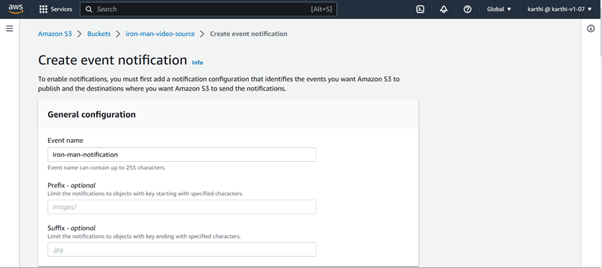 aws Services Search [Alt+S] Global karthi @ karthi-v1-07
Amazon S3 > Buckets > iron-man-video-source > Create event notification
Create event notification Info
To enable notifications, you must first add a notification configuration that identifies the events you want Amazon S3 to
publish and the destinations where you want Amazon S3 to send the notifications.
General configuration
Event name
iron-man-notification
Event name can contain up to 255 characters.
Prefix - optional
Limit the notifications to objects with key starting with specified characters.
images/
Suffix - optional
Limit the notifications to objects with key ending with specified characters.
.jpg